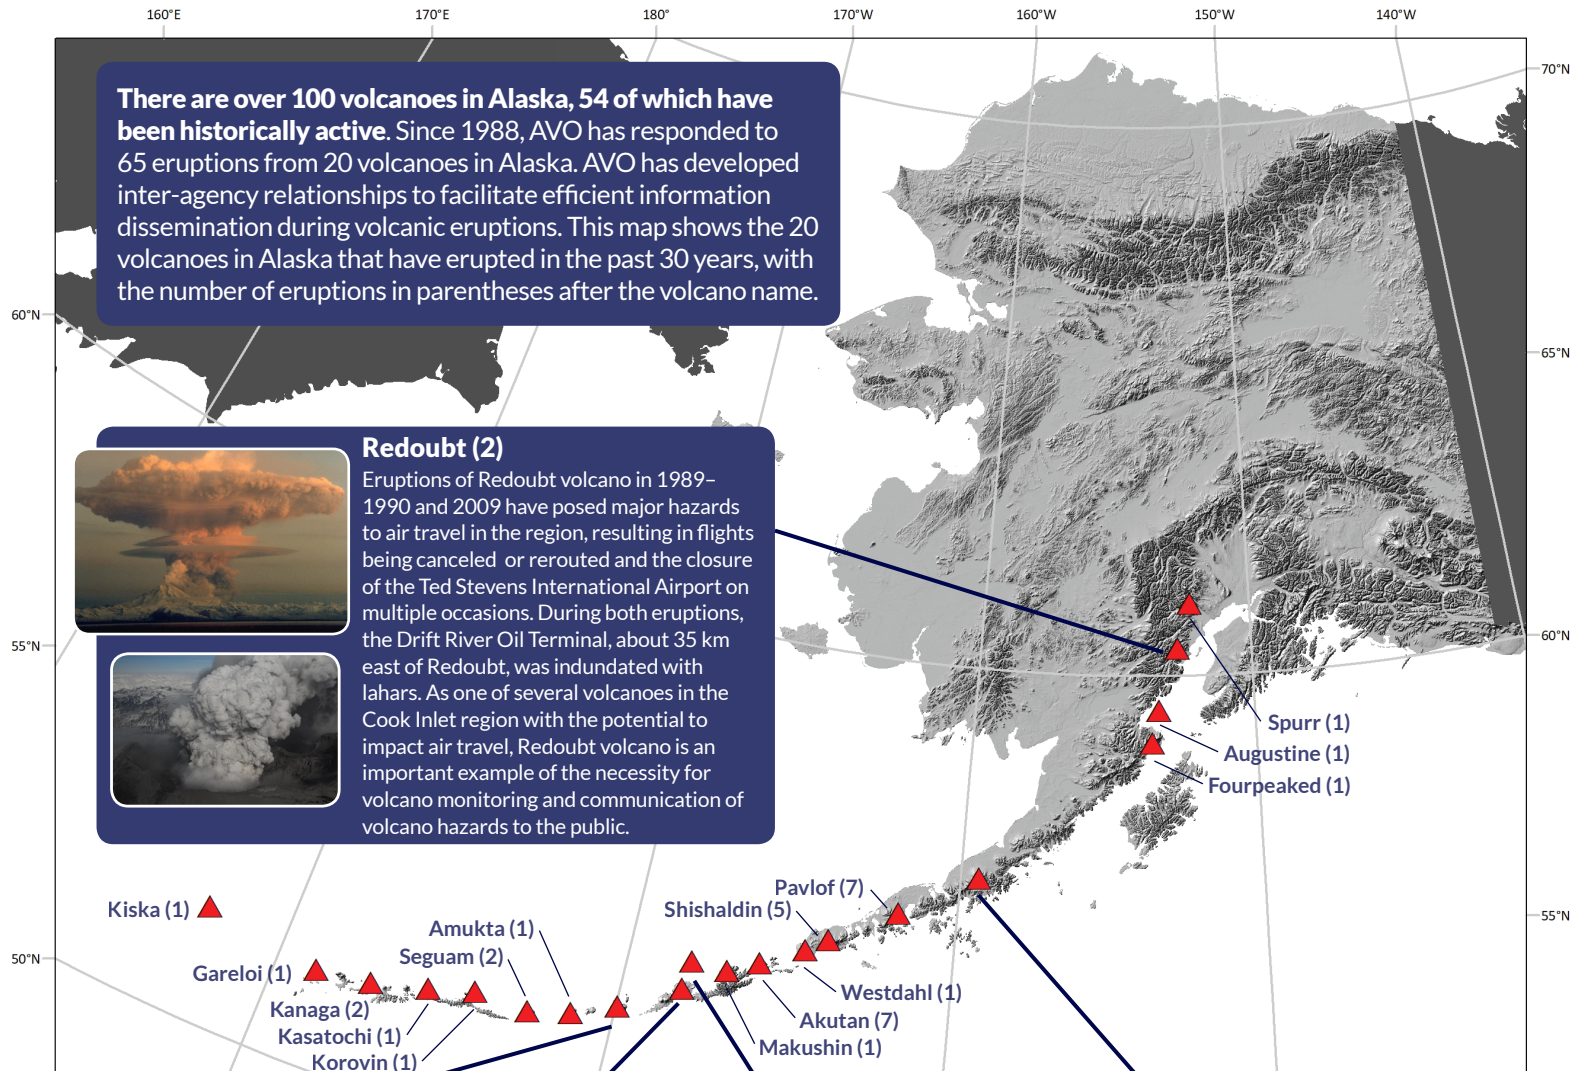 160°E 170°E 180° 170°W 160°W 150°W 140°W
70°N
There are over 100 volcanoes in Alaska, 54 of which have
been historically active. Since 1988, AVO has responded to
65 eruptions from 20 volcanoes in Alaska. AVO has developed
inter-agency relationships to facilitate efficient information
dissemination during volcanic eruptions. This map shows the 20
volcanoes in Alaska that have erupted in the past 30 years, with
the number of eruptions in parentheses after the volcano name.
60°N
65°N
Redoubt (2)
Eruptions of Redoubt volcano in 1989–
1990 and 2009 have posed major hazards
to air travel in the region, resulting in flights
being canceled or rerouted and the closure
of the Ted Stevens International Airport on
multiple occasions. During both eruptions,
the Drift River Oil Terminal, about 35 km
east of Redoubt, was indundated with
lahars. As one of several volcanoes in the
Cook Inlet region with the potential to
impact air travel, Redoubt volcano is an
important example of the necessity for
volcano monitoring and communication of
volcano hazards to the public.
55°N
60°N
Spurr (1)
Augustine (1)
Fourpeaked (1)
Pavlof (7)
Shishaldin (5)
Kiska (1)
55°N
Amukta (1)
Seguam (2)
50°N
Gareloi (1)
Westdahl (1)
Kanaga (2)
Akutan (7)
Kasatochi (1)
Makushin (1)
Korovin (1)